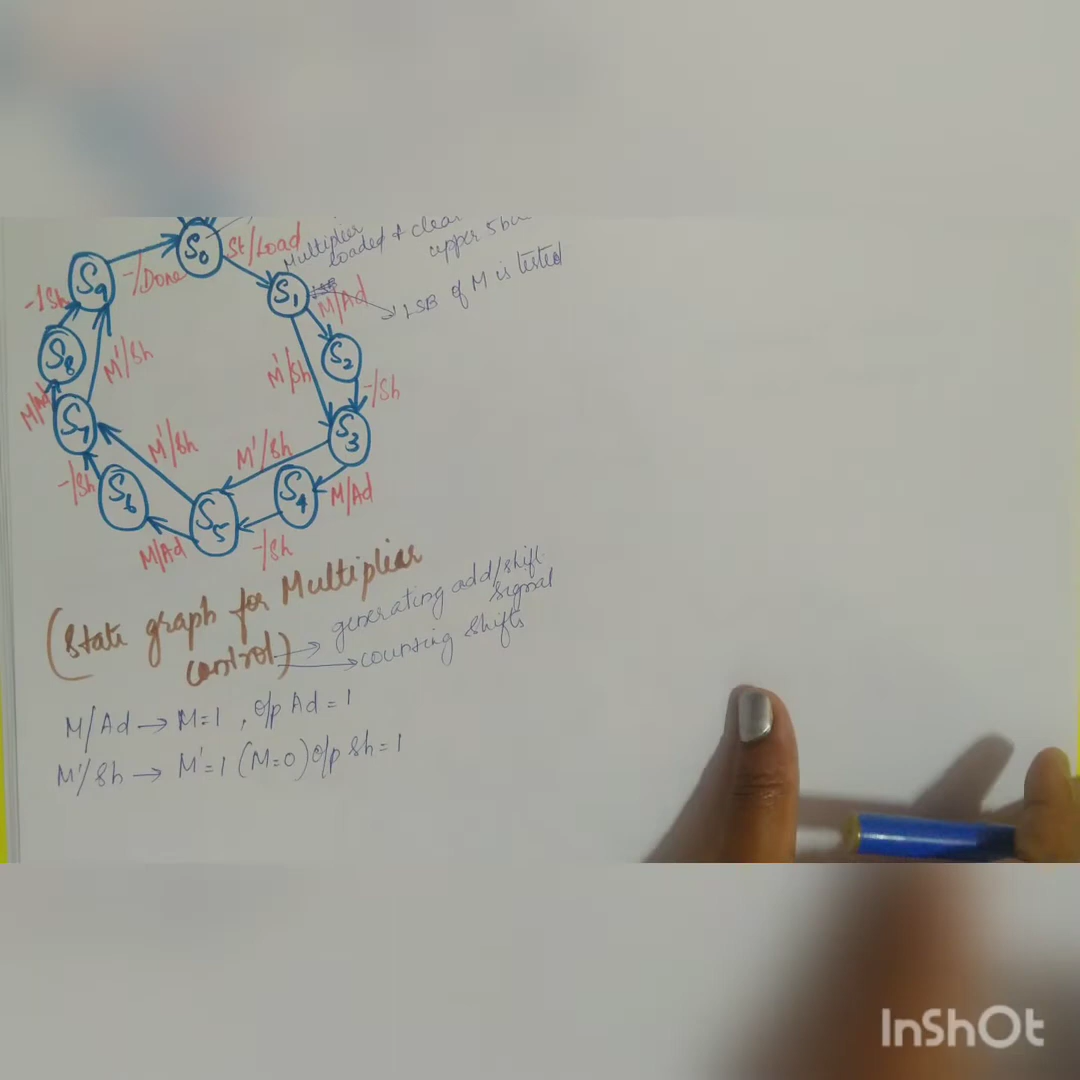 S0
St/Load
Multiplier
loaded & clear
upper 5 bit
S9
-/Done
S1
M/Ad
LSB of M is tested
-/Sh
S8
M'/Sh
S2
M'/Sh
-/Sh
M/Ad
S7
M'/Sh
M'/Sh
S3
-/Sh
S6
S5
S4
M/Ad
M/Ad
-/Sh
(State graph for Multiplier
control)
generating add/shift
signal
counting shifts
M/Ad → M=1, o/p Ad=1
M'/Sh → M'=1 (M=0) o/p Sh=1
InShOt